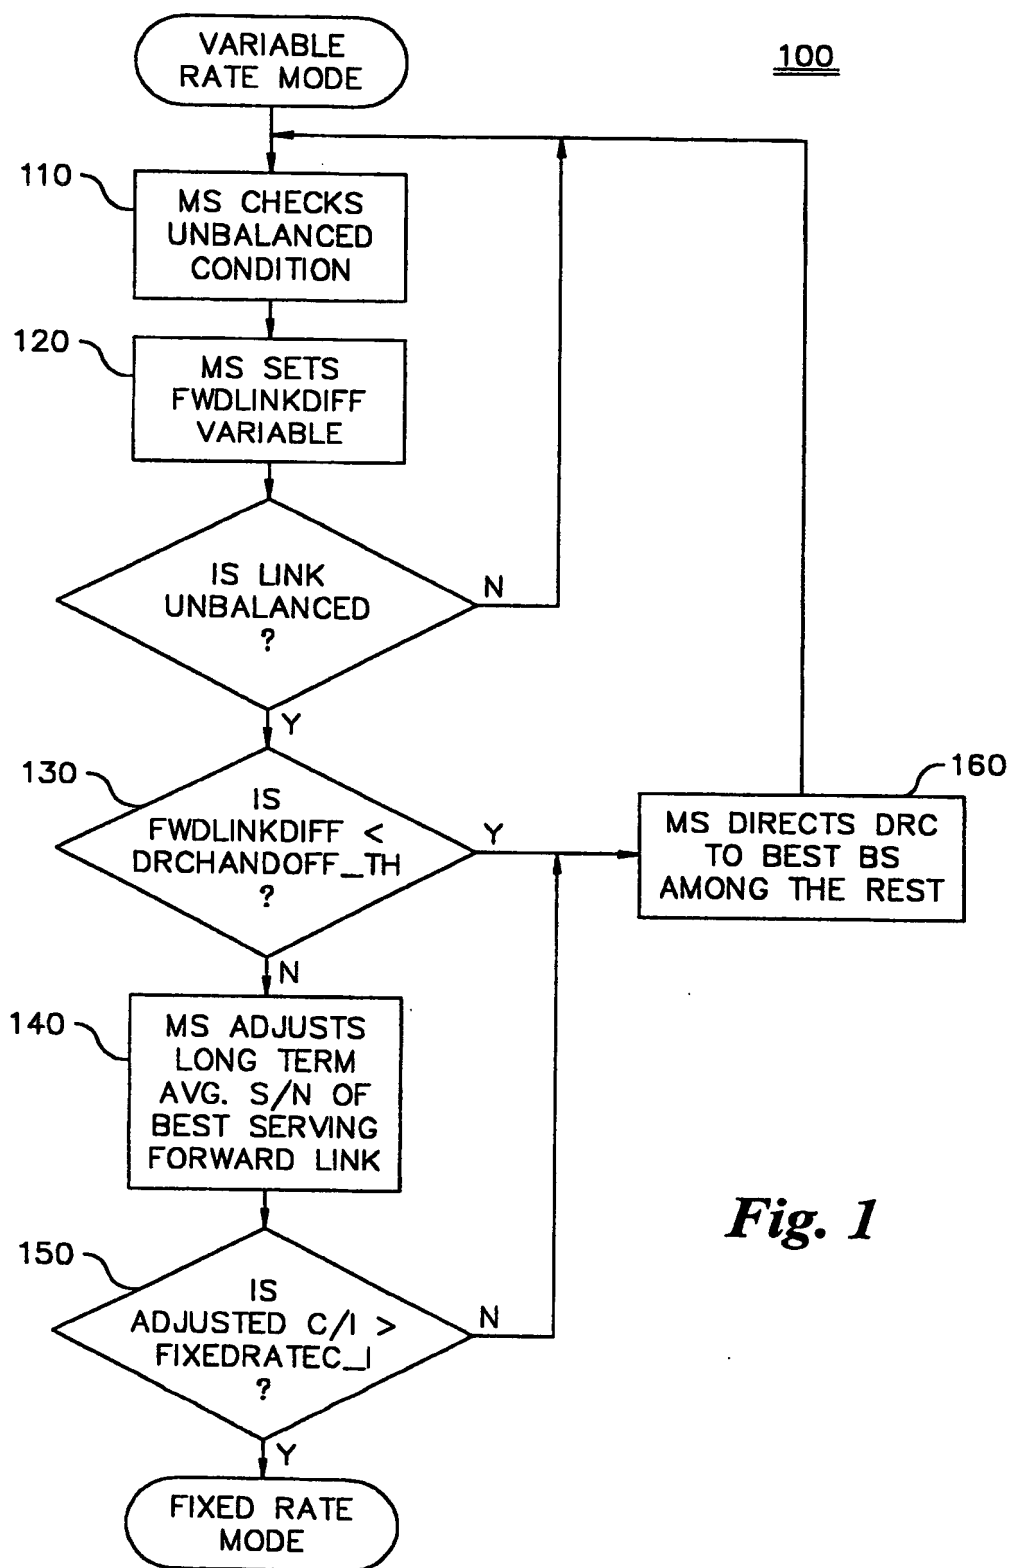 VARIABLE
RATE MODE
100
110
MS CHECKS
UNBALANCED
CONDITION
120
MS SETS
FWDLINKDIFF
VARIABLE
IS LINK
UNBALANCED
?
N
Y
130
IS
FWDLINKDIFF <
DRCHANDOFF_TH
?
Y
N
160
MS DIRECTS DRC
TO BEST BS
AMONG THE REST
140
MS ADJUSTS
LONG TERM
AVG. S/N OF
BEST SERVING
FORWARD LINK
150
IS
ADJUSTED C/I >
FIXEDRATEC_I
?
N
Y
FIXED RATE
MODE
Fig. 1